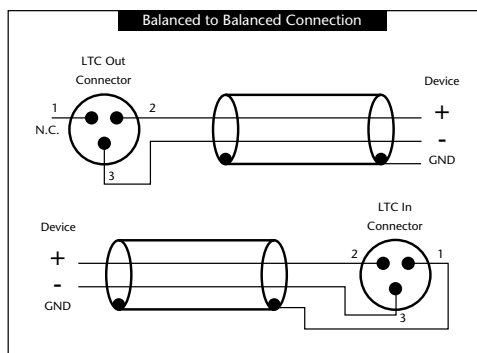 Balanced to Balanced Connection
LTC Out
Connector
Device
1
2
+
N.C.
-
GND
3
LTC In
Connector
Device
+
2
1
-
GND
3